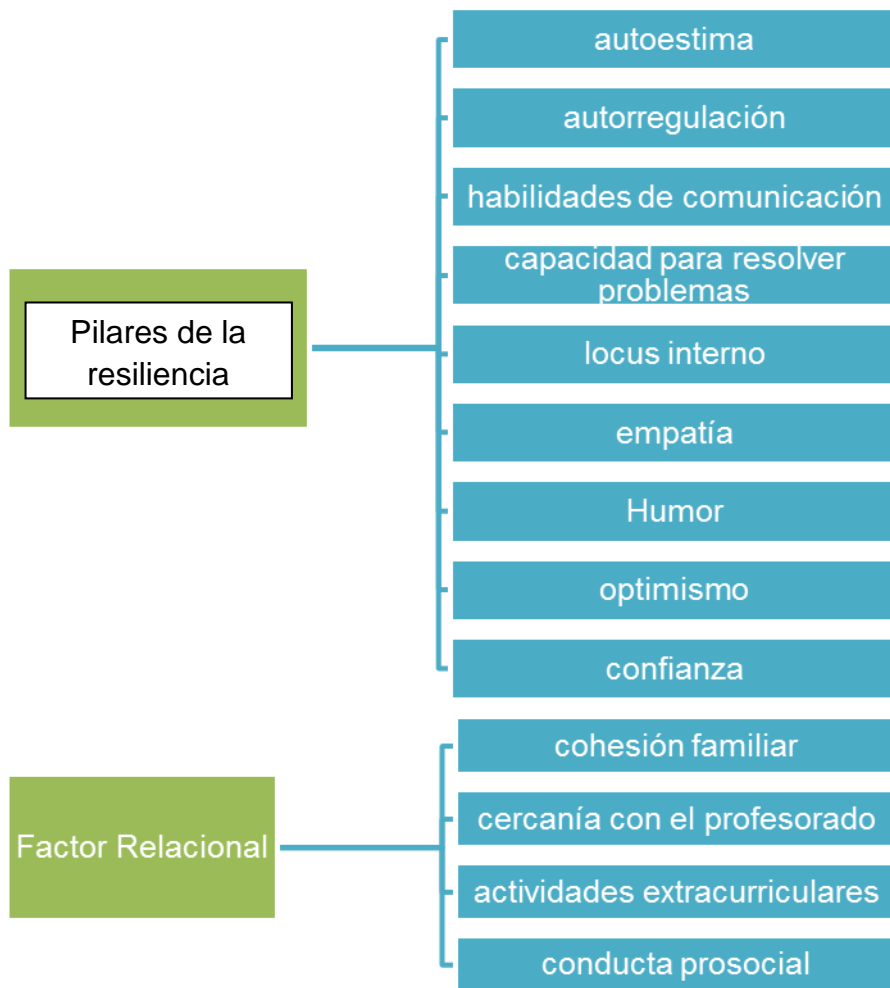 Pilares de la
resiliencia
autoestima
autorregulación
habilidades de comunicación
capacidad para resolver
problemas
locus interno
empatía
Humor
optimismo
confianza
Factor Relacional
cohesión familiar
cercanía con el profesorado
actividades extracurriculares
conducta prosocial